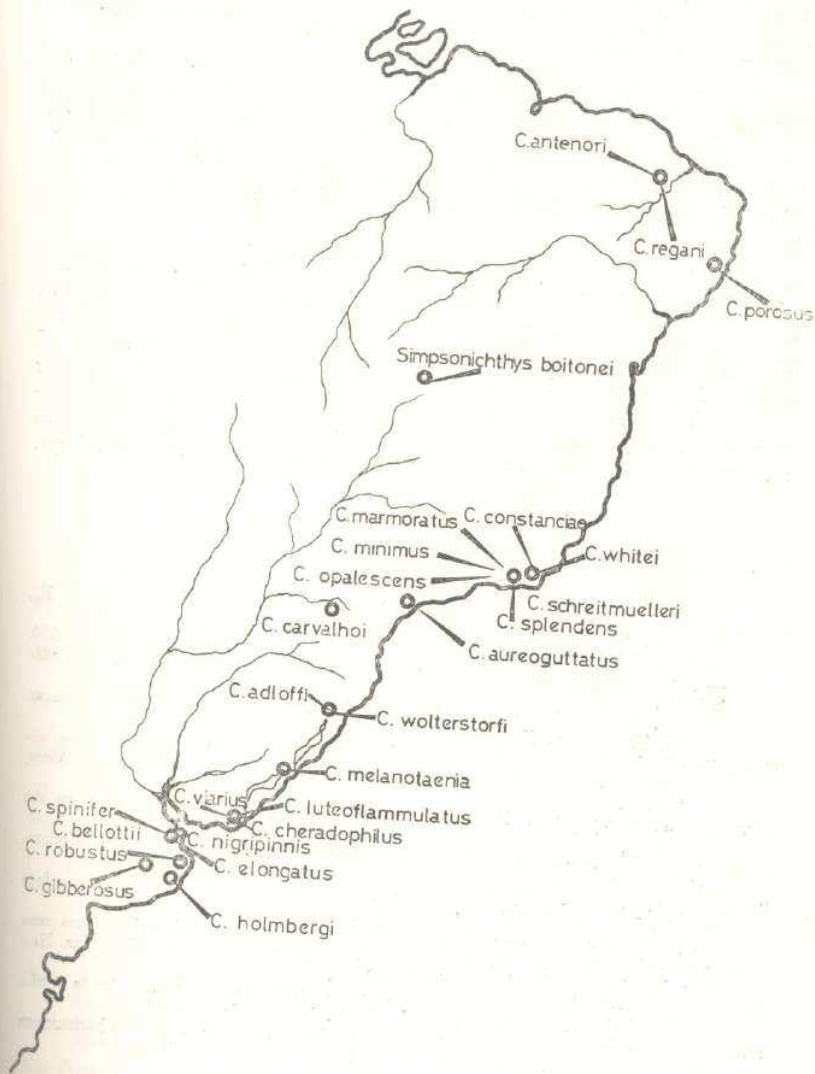 C.antenori
C.regani
C.porosus
Simpsonichthys boitonei
C.marmoratus
C. constanciae
C. minimus
C.whitei
C. opalescens
C. schreitmuelleri
C. splendens
C. carvalhoi
C. aureoguttatus
C.adloffi
C. wolterstorfi
C. melanotaenia
C.viarius
C. luteoflammulatus
C. spinifer
C. cheradophilus
C. bellottii
C. nigripinnis
C. robustus
C. elongatus
C. gibberosus
C. holmbergi